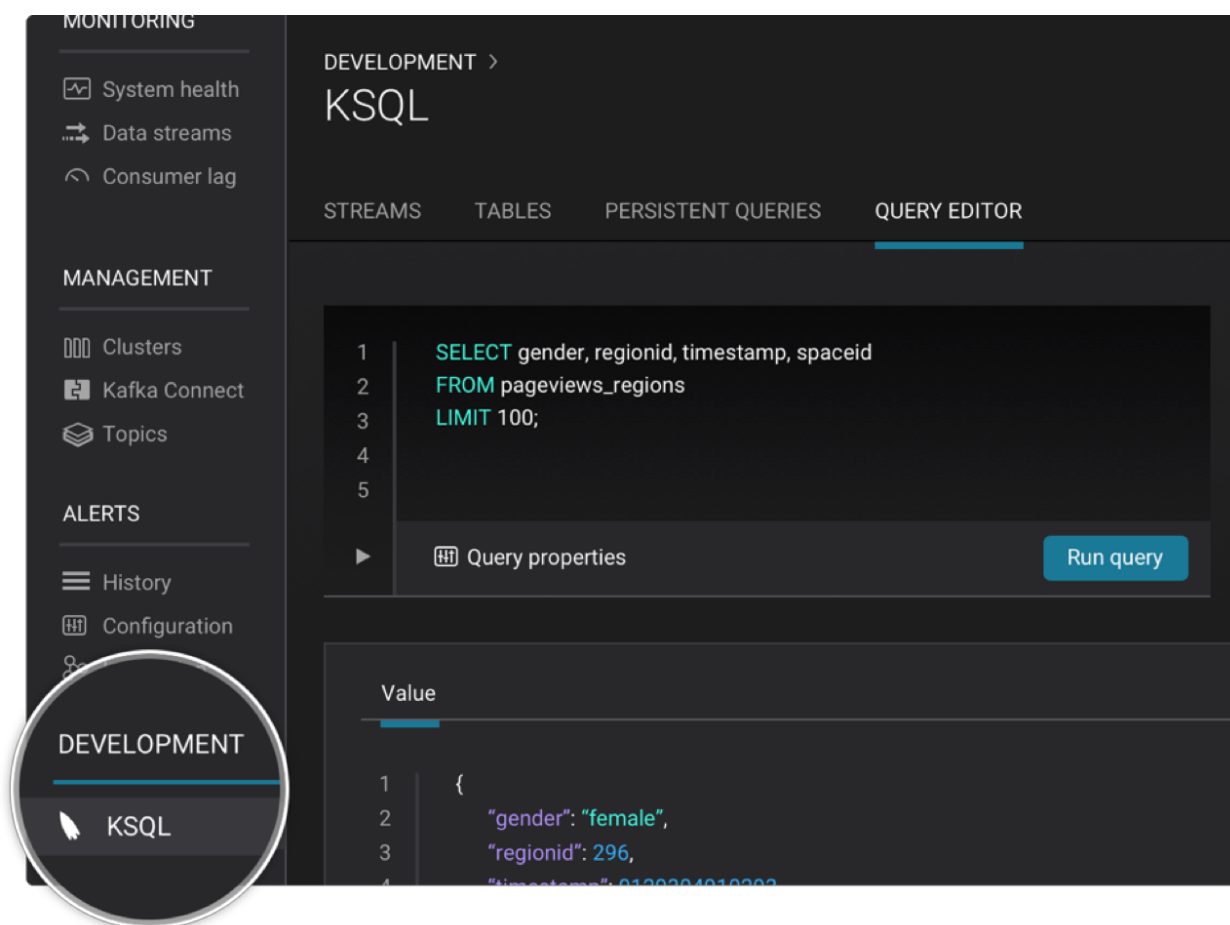 MONITORING
System health
Data streams
Consumer lag
MANAGEMENT
Clusters
Kafka Connect
Topics
ALERTS
History
Configuration
DEVELOPMENT
KSQL
DEVELOPMENT >
KSQL
STREAMS TABLES PERSISTENT QUERIES QUERY EDITOR
1 SELECT gender, regionid, timestamp, spaceid
2 FROM pageviews_regions
3 LIMIT 100;
4
5
Query properties Run query
Value
1 {
2 “gender”: “female”,
3 “regionid”: 296,
4 “timestamp”: